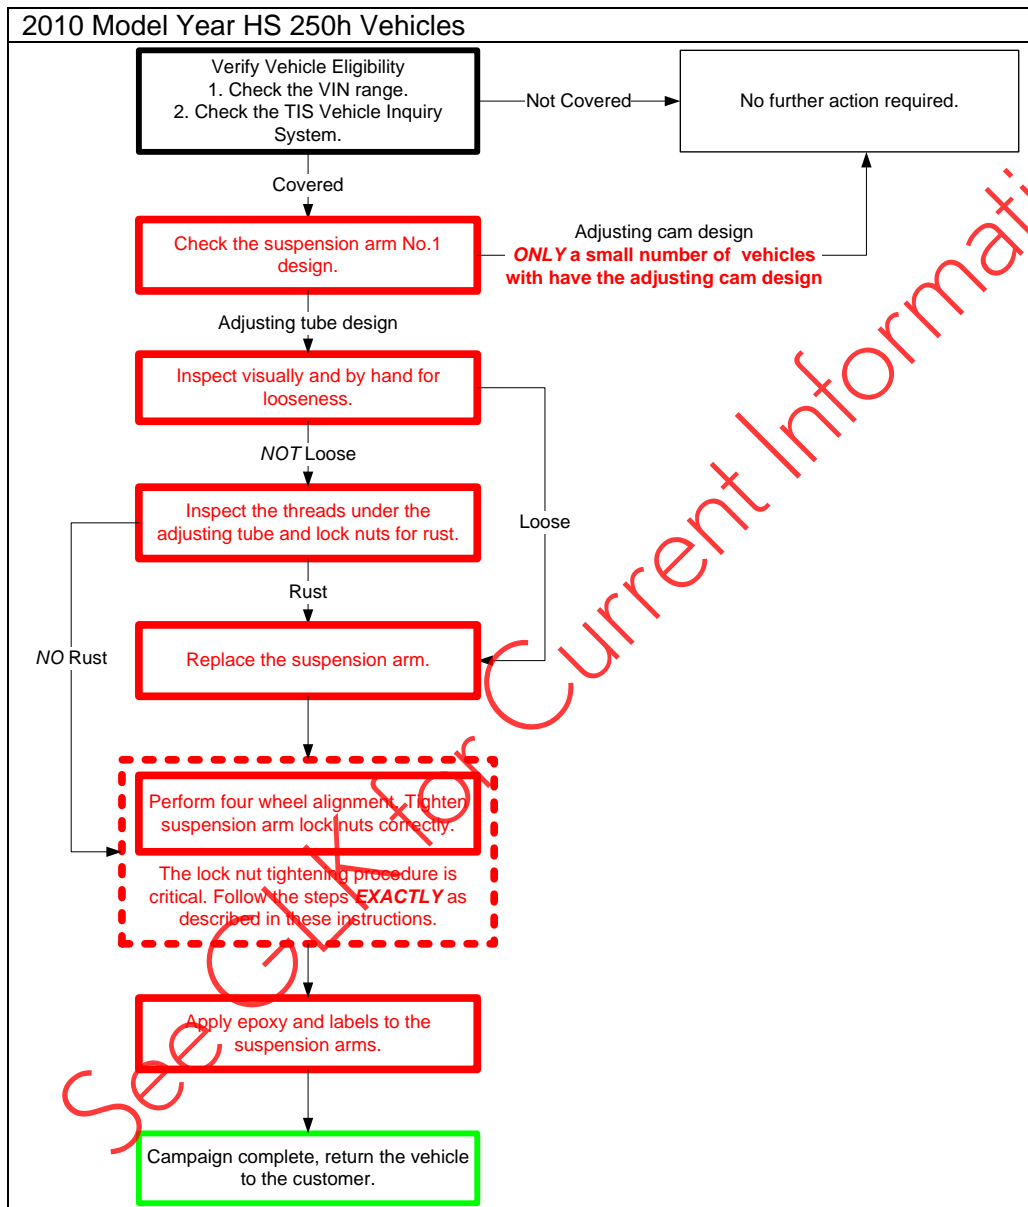 2010 Model Year HS 250h Vehicles
Verify Vehicle Eligibility
1. Check the VIN range.
2. Check the TIS Vehicle Inquiry
System.
Not Covered
No further action required.
Covered
Check the suspension arm No.1
design.
Adjusting cam design
ONLY a small number of vehicles
with have the adjusting cam design
Adjusting tube design
Inspect visually and by hand for
looseness.
NOT Loose
Loose
Inspect the threads under the
adjusting tube and lock nuts for rust.
Rust
NO Rust
Replace the suspension arm.
Perform four wheel alignment. Tighten
suspension arm lock nuts correctly.
The lock nut tightening procedure is
critical. Follow the steps EXACTLY as
described in these instructions.
Apply epoxy and labels to the
suspension arms.
Campaign complete, return the vehicle
to the customer.
See GLK for Current Informati